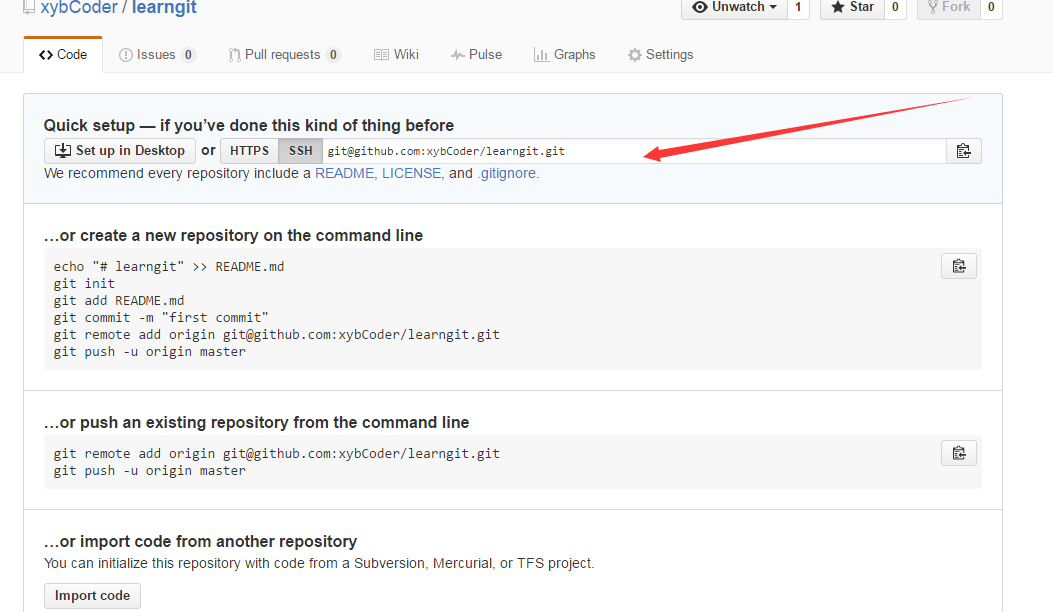 xybCoder / learngit
Unwatch 1 Star 0 Fork 0
Code Issues 0 Pull requests 0 Wiki Pulse Graphs Settings
Quick setup — if you’ve done this kind of thing before
Set up in Desktop or HTTPS SSH git@github.com:xybCoder/learngit.git
We recommend every repository include a README, LICENSE, and .gitignore.
…or create a new repository on the command line
echo "# learngit" >> README.md
git init
git add README.md
git commit -m "first commit"
git remote add origin git@github.com:xybCoder/learngit.git
git push -u origin master
…or push an existing repository from the command line
git remote add origin git@github.com:xybCoder/learngit.git
git push -u origin master
…or import code from another repository
You can initialize this repository with code from a Subversion, Mercurial, or TFS project.
Import code